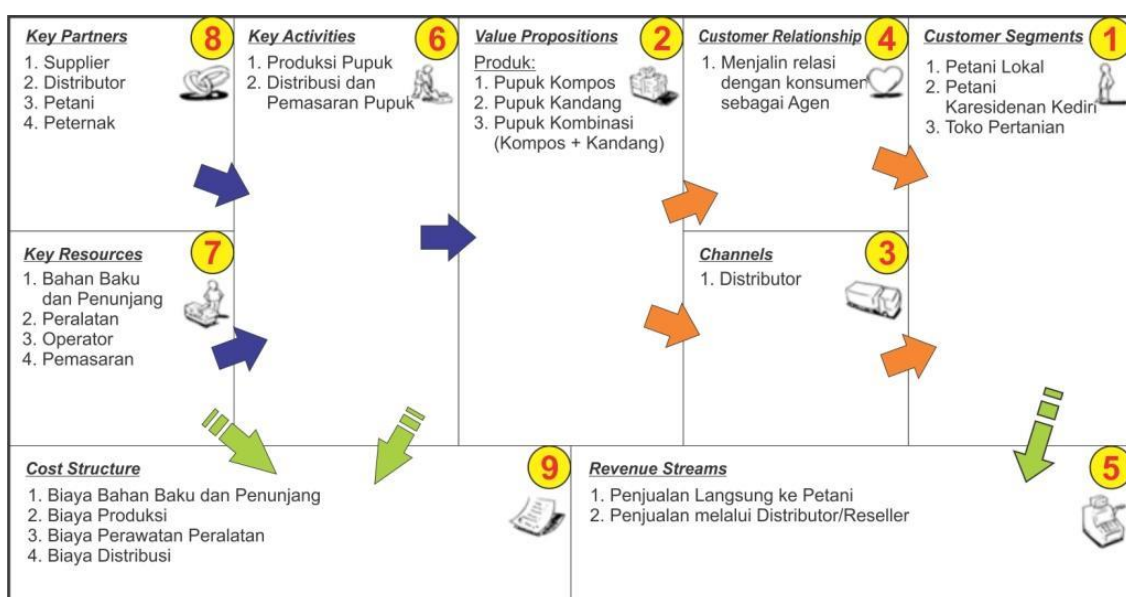 Key Partners
8
1. Supplier
2. Distributor
3. Petani
4. Peternak
Key Activities
6
1. Produksi Pupuk
2. Distribusi dan
Pemasaran Pupuk
Value Propositions
2
Produk:
1. Pupuk Kompos
2. Pupuk Kandang
3. Pupuk Kombinasi
(Kompos + Kandang)
Customer Relationship
4
1. Menjalin relasi
dengan konsumen
sebagai Agen
Customer Segments
1
1. Petani Lokal
2. Petani
Karesidenan Kediri
3. Toko Pertanian
Key Resources
7
1. Bahan Baku
dan Penunjang
2. Peralatan
3. Operator
4. Pemasaran
Channels
3
1. Distributor
Cost Structure
9
1. Biaya Bahan Baku dan Penunjang
2. Biaya Produksi
3. Biaya Perawatan Peralatan
4. Biaya Distribusi
Revenue Streams
5
1. Penjualan Langsung ke Petani
2. Penjualan melalui Distributor/Reseller